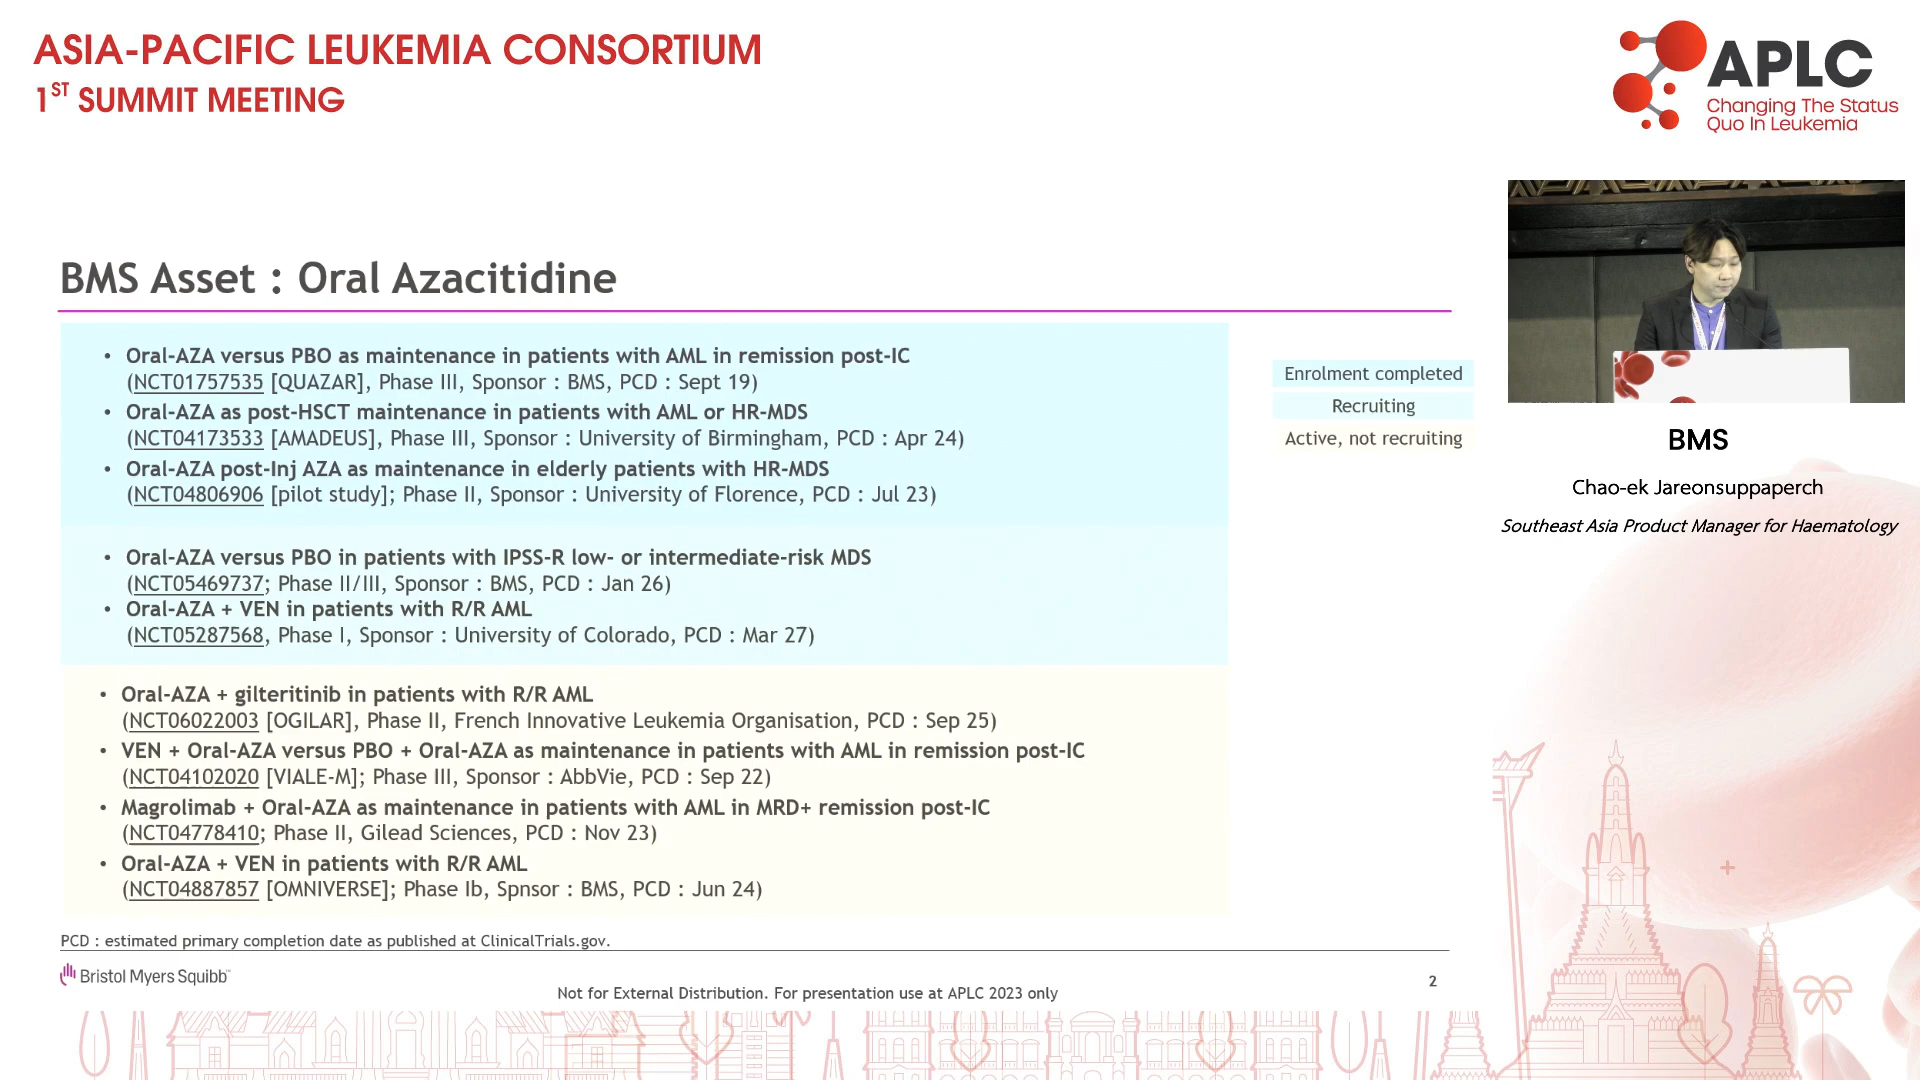 ASIA-PACIFIC LEUKEMIA CONSORTIUM
1ST SUMMIT MEETING
APLC
Changing The Status
Quo In Leukemia
BMS Asset : Oral Azacitidine
• Oral-AZA versus PBO as maintenance in patients with AML in remission post-IC
(NCT01757535 [QUAZAR], Phase III, Sponsor : BMS, PCD : Sept 19)
• Oral-AZA as post-HSCT maintenance in patients with AML or HR-MDS
(NCT04173533 [AMADEUS], Phase III, Sponsor : University of Birmingham, PCD : Apr 24)
• Oral-AZA post-Inj AZA as maintenance in elderly patients with HR-MDS
(NCT04806906 [pilot study]; Phase II, Sponsor : University of Florence, PCD : Jul 23)
• Oral-AZA versus PBO in patients with IPSS-R low- or intermediate-risk MDS
(NCT05469737; Phase II/III, Sponsor : BMS, PCD : Jan 26)
• Oral-AZA + VEN in patients with R/R AML
(NCT05287568, Phase I, Sponsor : University of Colorado, PCD : Mar 27)
• Oral-AZA + gilteritinib in patients with R/R AML
(NCT06022003 [OGILAR], Phase II, French Innovative Leukemia Organisation, PCD : Sep 25)
• VEN + Oral-AZA versus PBO + Oral-AZA as maintenance in patients with AML in remission post-IC
(NCT04102020 [VIALE-M]; Phase III, Sponsor : AbbVie, PCD : Sep 22)
• Magrolimab + Oral-AZA as maintenance in patients with AML in MRD+ remission post-IC
(NCT04778410; Phase II, Gilead Sciences, PCD : Nov 23)
• Oral-AZA + VEN in patients with R/R AML
(NCT04887857 [OMNIVERSE]; Phase Ib, Spnsor : BMS, PCD : Jun 24)
Enrolment completed
Recruiting
Active, not recruiting
PCD : estimated primary completion date as published at ClinicalTrials.gov.
Bristol Myers Squibb™
Not for External Distribution. For presentation use at APLC 2023 only
2
BMS
Chao-ek Jareonsuppaperch
Southeast Asia Product Manager for Haematology